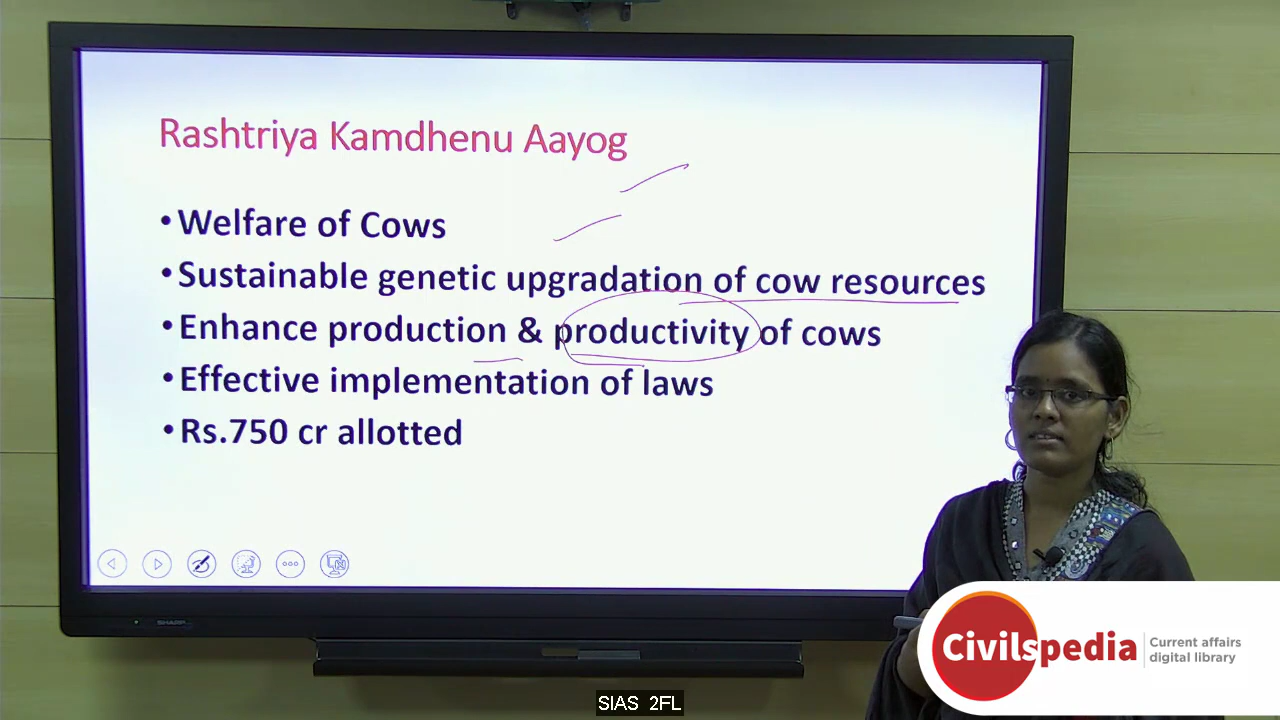 Rashtriya Kamdhenu Aayog
•Welfare of Cows
•Sustainable genetic upgradation of cow resources
•Enhance production & productivity of cows
•Effective implementation of laws
•Rs.750 cr allotted
SHARP
Civilspedia
Current affairs
digital library
SIAS 2FL